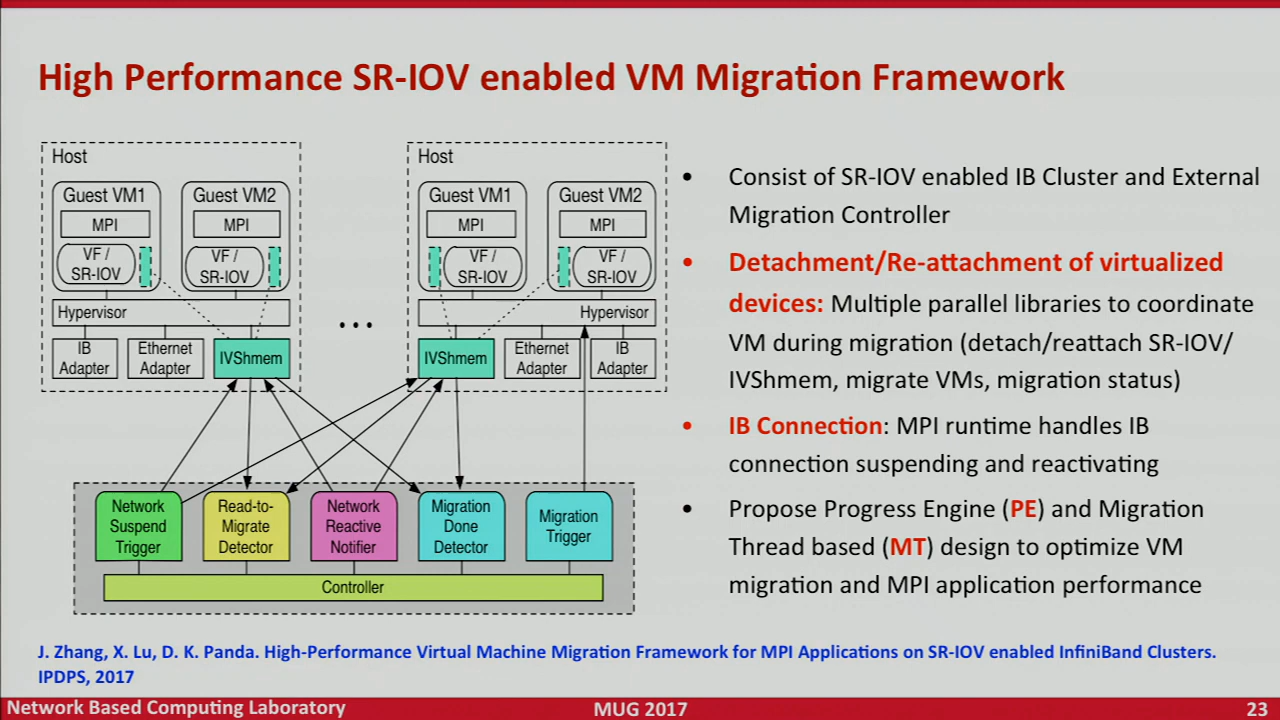 High Performance SR-IOV enabled VM Migration Framework
Host
Guest VM1
MPI
VF /
SR-IOV
Guest VM2
MPI
VF /
SR-IOV
Hypervisor
IB
Adapter
Ethernet
Adapter
IVShmem
...
Host
Guest VM1
MPI
VF /
SR-IOV
Guest VM2
MPI
VF /
SR-IOV
Hypervisor
IVShmem
Ethernet
Adapter
IB
Adapter
Network
Suspend
Trigger
Read-to-
Migrate
Detector
Network
Reactive
Notifier
Migration
Done
Detector
Migration
Trigger
Controller
• Consist of SR-IOV enabled IB Cluster and External
Migration Controller
• Detachment/Re-attachment of virtualized
devices: Multiple parallel libraries to coordinate
VM during migration (detach/reattach SR-IOV/
IVShmem, migrate VMs, migration status)
• IB Connection: MPI runtime handles IB
connection suspending and reactivating
• Propose Progress Engine (PE) and Migration
Thread based (MT) design to optimize VM
migration and MPI application performance
J. Zhang, X. Lu, D. K. Panda. High-Performance Virtual Machine Migration Framework for MPI Applications on SR-IOV enabled InfiniBand Clusters.
IPDPS, 2017
Network Based Computing Laboratory
MUG 2017
23